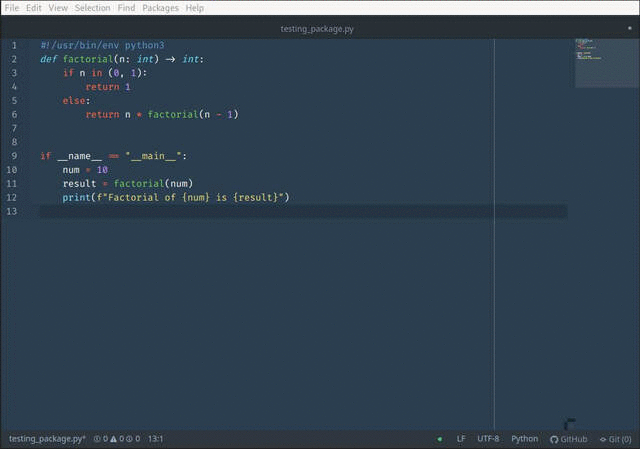 File Edit View Selection Find Packages Help
testing_package.py
1 #!/usr/bin/env python3
2 def factorial(n: int) → int:
3     if n in (0, 1):
4         return 1
5     else:
6         return n * factorial(n - 1)
7
8
9 if __name__ == "__main__":
10     num = 10
11     result = factorial(num)
12     print(f"Factorial of {num} is {result}")
13
testing_package.py* 0 0 0 13:1 LF UTF-8 Python GitHub Git (0)